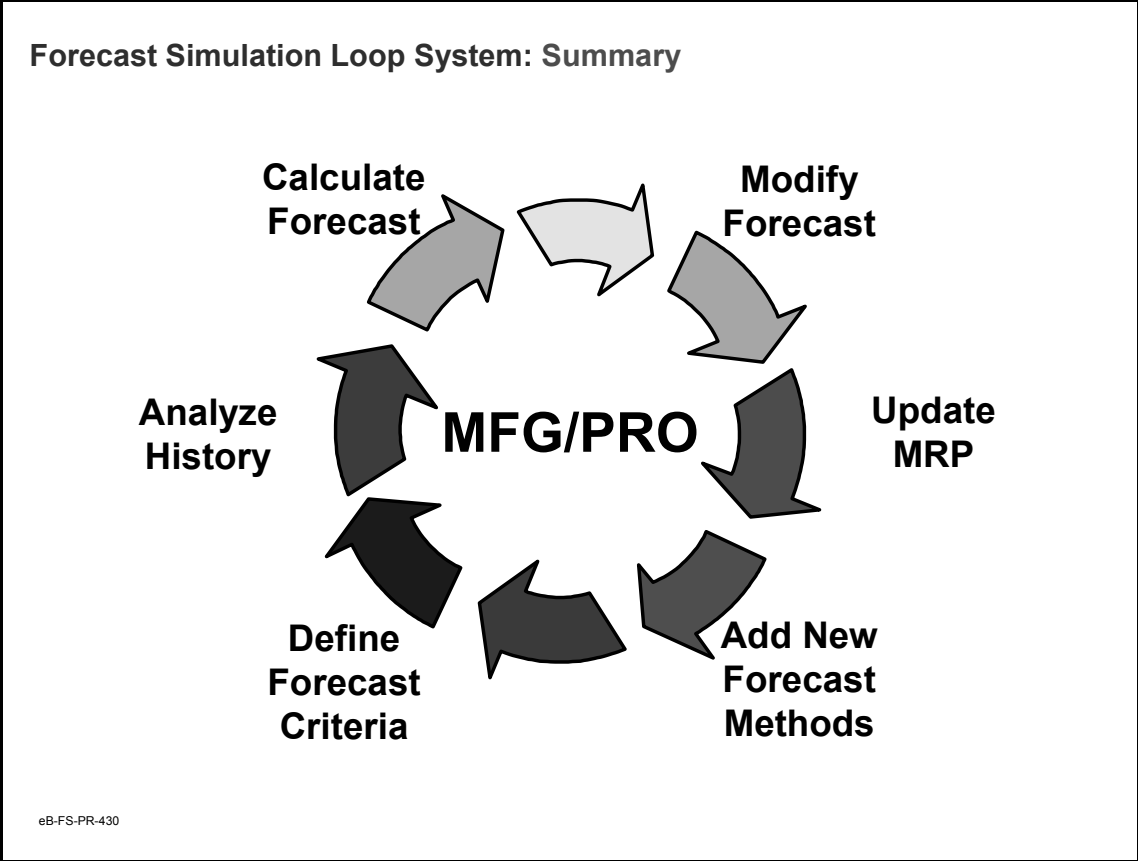 Forecast Simulation Loop System: Summary
Calculate
Forecast
Modify
Forecast
Analyze
History
MFG/PRO
Update
MRP
Define
Forecast
Criteria
Add New
Forecast
Methods
eB-FS-PR-430